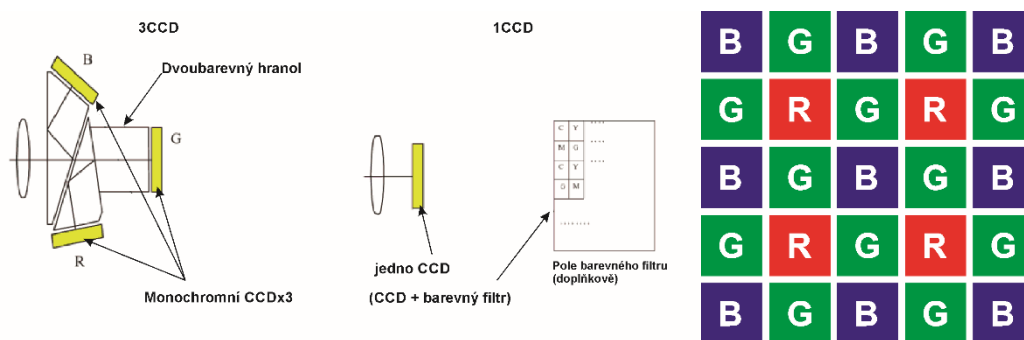 3CCD
B
Dvoubarevný hranol
G
R
Monochromní CCDx3
1CCD
jedno CCD
(CCD + barevný filtr)
C Y ....
M G ....
C Y
G M
........
Pole barevného filtru
(doplňkově)
B G B G B
G R G R G
B G B G B
G R G R G
B G B G B